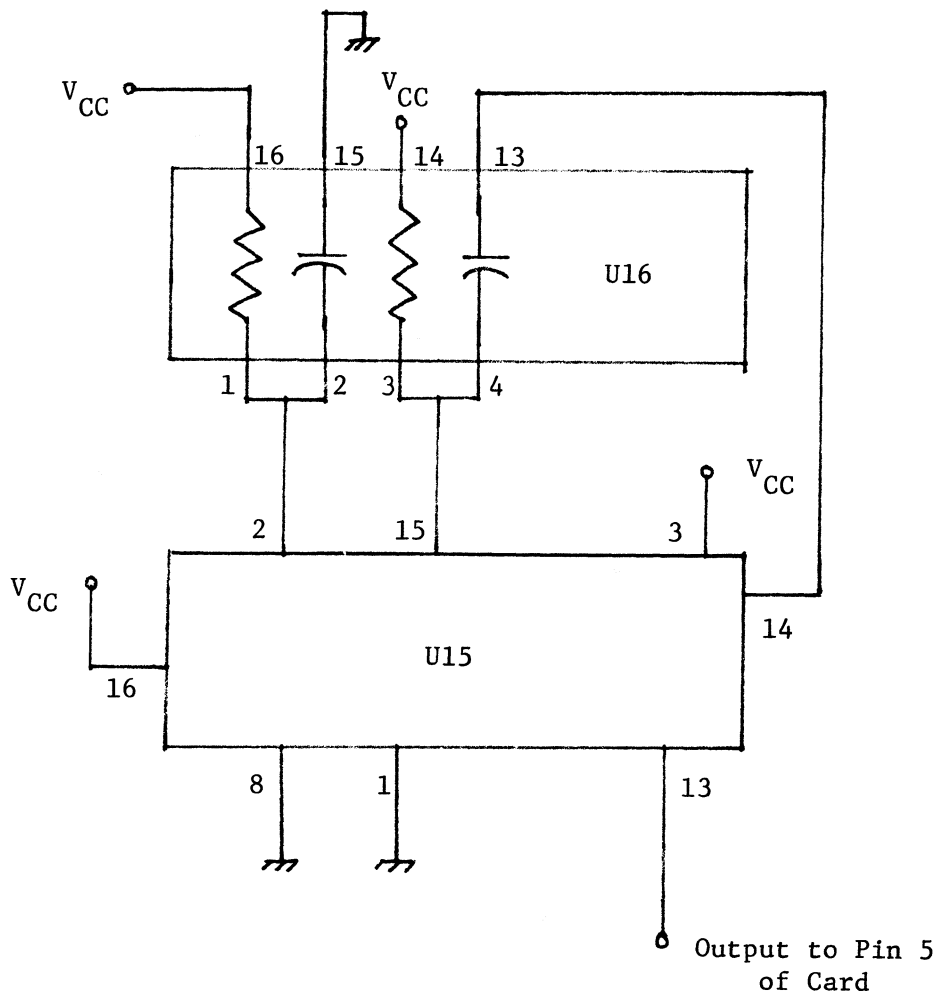 V_CC
V_CC
16 15 14 13
U16
1 2 3 4
V_CC
2 15 3
V_CC
14
U15
16
8 1 13
Output to Pin 5
of Card